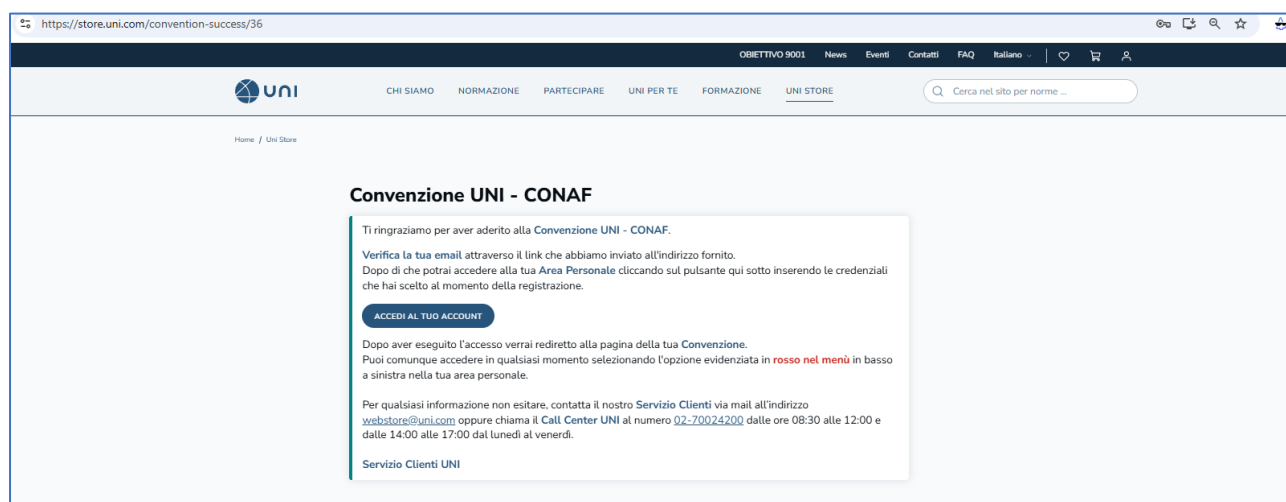 https://store.uni.com/convention-success/36
OBIETTIVO 9001 News Eventi Contatti FAQ Italiano
uni
CHI SIAMO NORMAZIONE PARTECIPARE UNI PER TE FORMAZIONE UNI STORE
Cerca nel sito per norme ...
Home / Uni Store
Convenzione UNI - CONAF
Ti ringraziamo per aver aderito alla Convenzione UNI - CONAF.
Verifica la tua email attraverso il link che abbiamo inviato all'indirizzo fornito.
Dopo di che potrai accedere alla tua Area Personale cliccando sul pulsante qui sotto inserendo le credenziali
che hai scelto al momento della registrazione.
ACCEDI AL TUO ACCOUNT
Dopo aver eseguito l'accesso verrai rediretto alla pagina della tua Convenzione.
Puoi comunque accedere in qualsiasi momento selezionando l'opzione evidenziata in rosso nel menù in basso
a sinistra nella tua area personale.
Per qualsiasi informazione non esitare, contatta il nostro Servizio Clienti via mail all'indirizzo
webstore@uni.com oppure chiama il Call Center UNI al numero 02-70024200 dalle ore 08:30 alle 12:00 e
dalle 14:00 alle 17:00 dal lunedì al venerdì.
Servizio Clienti UNI